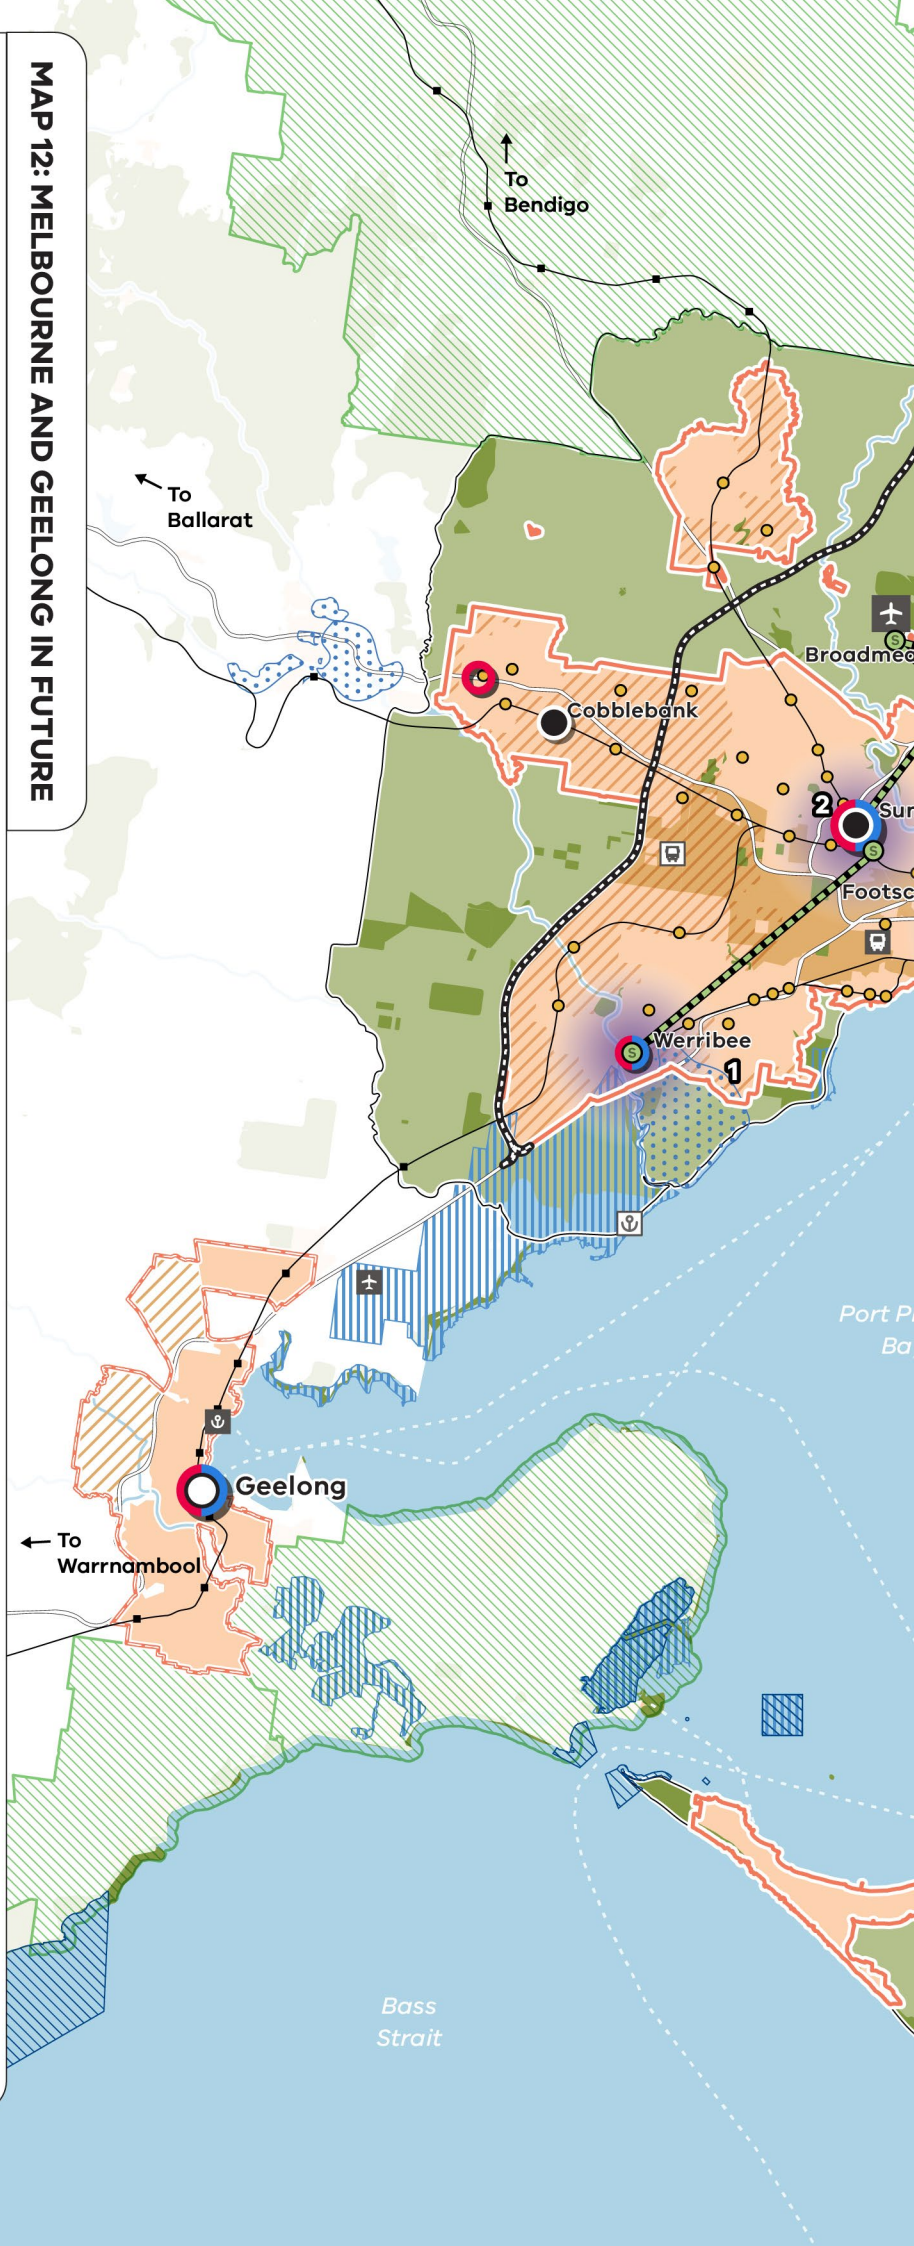 MAP 12: MELBOURNE AND GEELONG IN FUTURE
To
Bendigo
To
Ballarat
S
Broadmea
Cobblebank
2
Sun
S
Footsc
S
Werribee
1
Port P
Ba
Geelong
To
Warrnambool
Bass
Strait